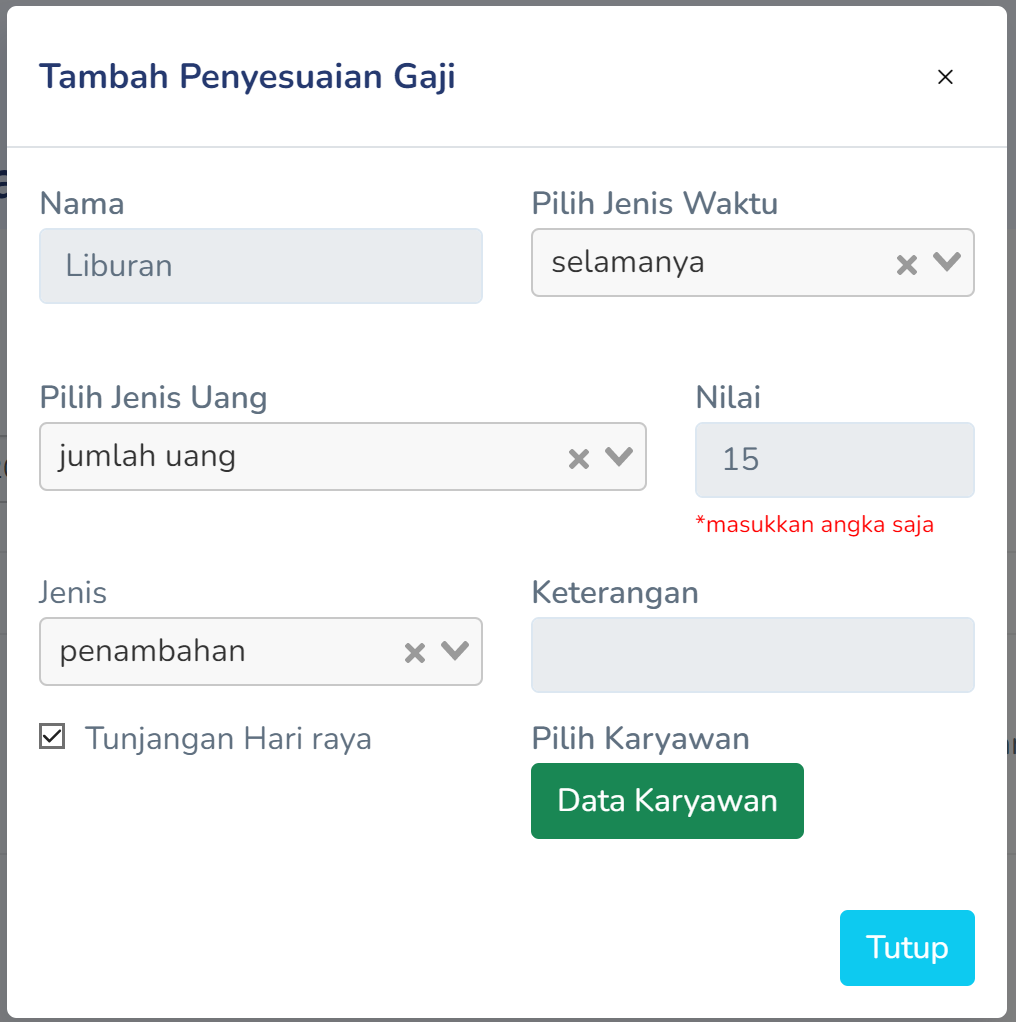 Tambah Penyesuaian Gaji
Nama
Pilih Jenis Waktu
Liburan
selamanya
Pilih Jenis Uang
Nilai
jumlah uang
15
*masukkan angka saja
Jenis
Keterangan
penambahan
Tunjangan Hari raya
Pilih Karyawan
Data Karyawan
Tutup